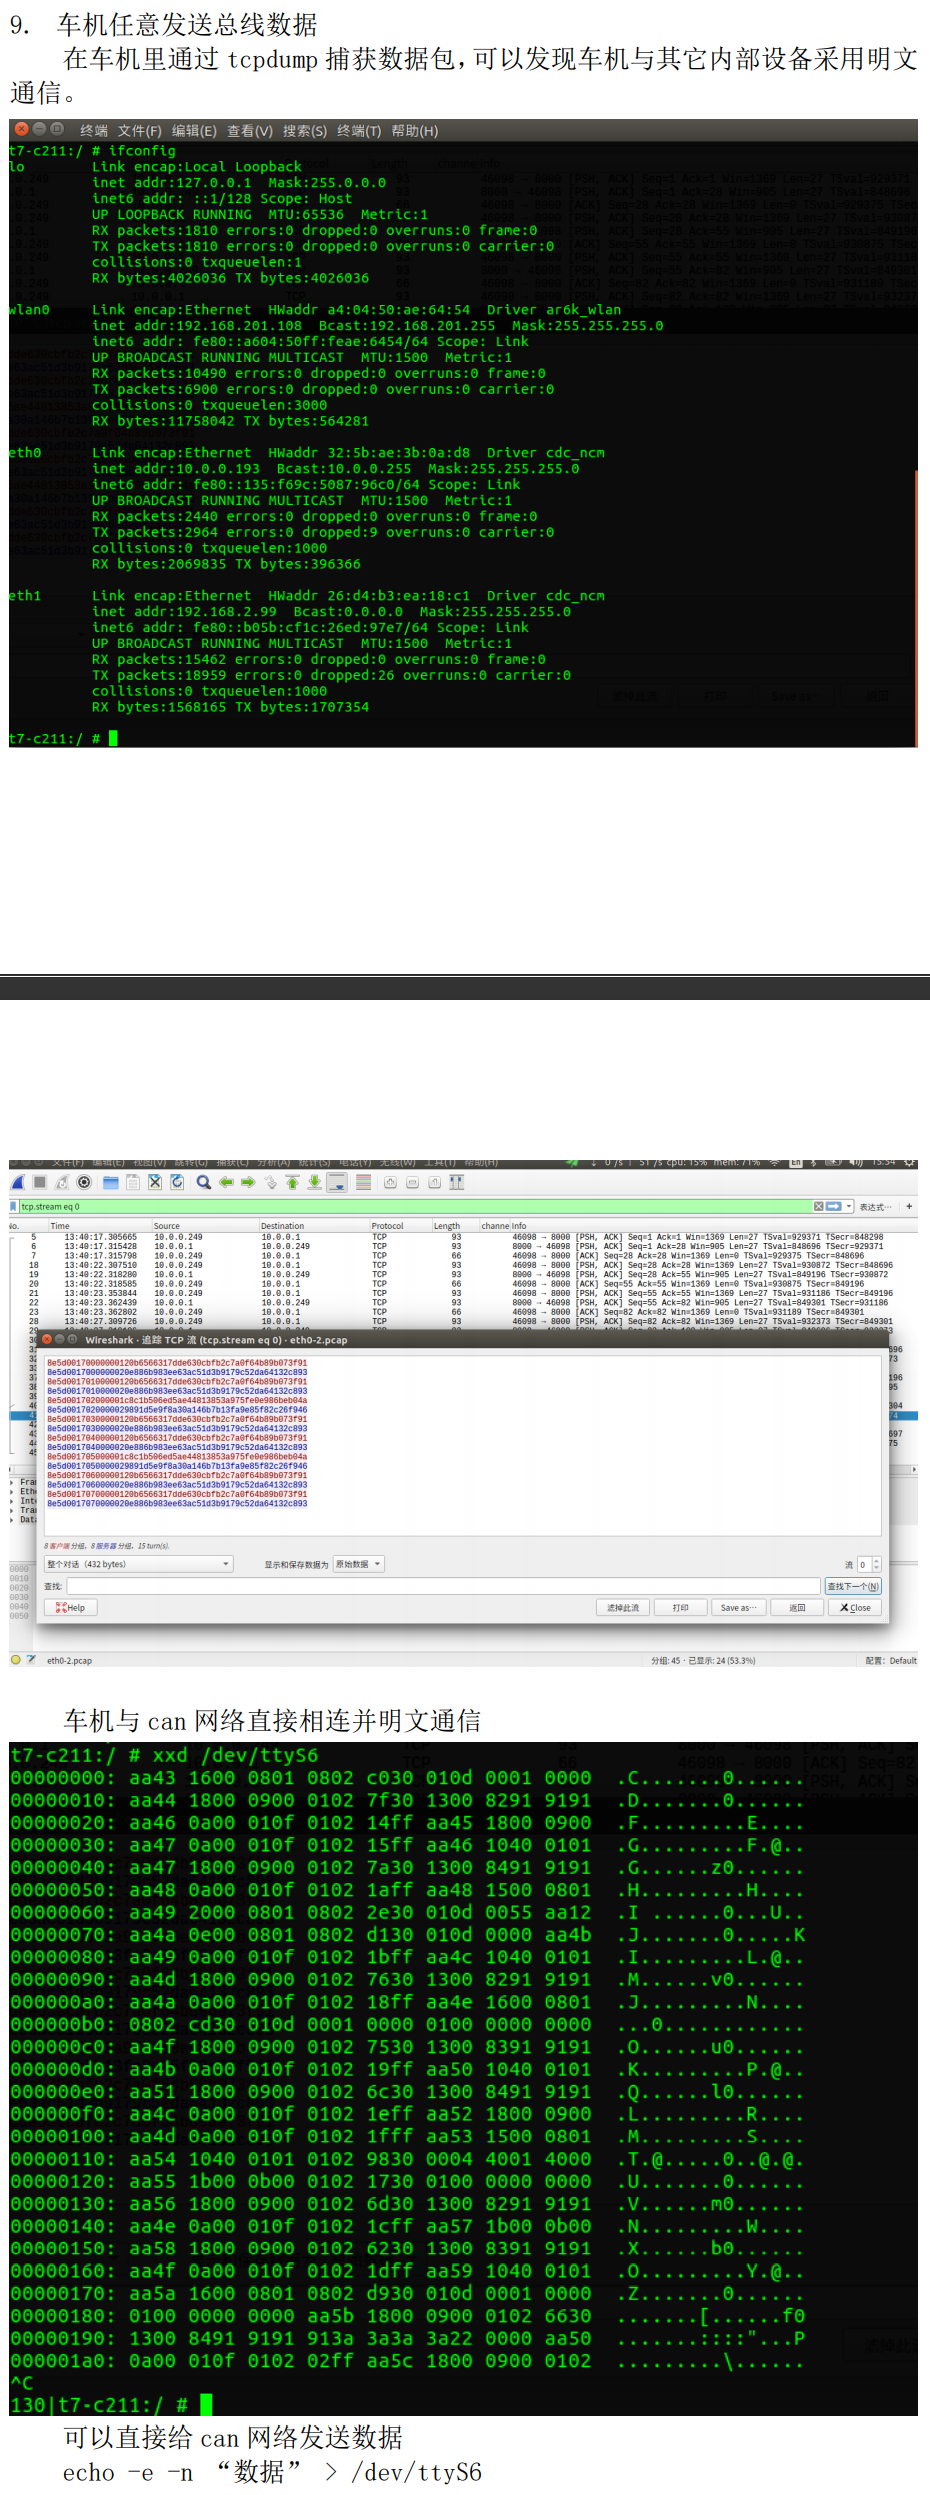 9. 车机任意发送总线数据
在车机里通过 tcpdump 捕获数据包，可以发现车机与其它内部设备采用明文
通信。
终端 文件(F) 编辑(E) 查看(V) 搜索(S) 终端(T) 帮助(H)
t7-c211:/ # ifconfig
lo Link encap:Local Loopback
inet addr:127.0.0.1 Mask:255.0.0.0
inet6 addr: ::1/128 Scope: Host
UP LOOPBACK RUNNING MTU:65536 Metric:1
RX packets:1810 errors:0 dropped:0 overruns:0 frame:0
TX packets:1810 errors:0 dropped:0 overruns:0 carrier:0
collisions:0 txqueuelen:1
RX bytes:4026036 TX bytes:4026036
wlan0 Link encap:Ethernet HWaddr a4:04:50:ae:64:54 Driver ar6k_wlan
inet addr:192.168.201.108 Bcast:192.168.201.255 Mask:255.255.255.0
inet6 addr: fe80::a604:50ff:feae:6454/64 Scope: Link
UP BROADCAST RUNNING MULTICAST MTU:1500 Metric:1
RX packets:10490 errors:0 dropped:0 overruns:0 frame:0
TX packets:6900 errors:0 dropped:0 overruns:0 carrier:0
collisions:0 txqueuelen:3000
RX bytes:11758042 TX bytes:564281
eth0 Link encap:Ethernet HWaddr 32:5b:ae:3b:0a:d8 Driver cdc_ncm
inet addr:10.0.0.193 Bcast:10.0.0.255 Mask:255.255.255.0
inet6 addr: fe80::135:f69c:5087:96c0/64 Scope: Link
UP BROADCAST RUNNING MULTICAST MTU:1500 Metric:1
RX packets:2440 errors:0 dropped:0 overruns:0 frame:0
TX packets:2964 errors:0 dropped:9 overruns:0 carrier:0
collisions:0 txqueuelen:1000
RX bytes:2069835 TX bytes:396366
eth1 Link encap:Ethernet HWaddr 26:d4:b3:ea:18:c1 Driver cdc_ncm
inet addr:192.168.2.99 Bcast:0.0.0.0 Mask:255.255.255.0
inet6 addr: fe80::b05b:cf1c:26ed:97e7/64 Scope: Link
UP BROADCAST RUNNING MULTICAST MTU:1500 Metric:1
RX packets:15462 errors:0 dropped:0 overruns:0 frame:0
TX packets:18959 errors:0 dropped:26 overruns:0 carrier:0
collisions:0 txqueuelen:1000
RX bytes:1568165 TX bytes:1707354
t7-c211:/ #
tcp.stream eq 0 表达式…
No. Time Source Destination Protocol Length channel Info
5 13:40:17.305665 10.0.0.249 10.0.0.1 TCP 93 46098 → 8000 [PSH, ACK] Seq=1 Ack=1 Win=1369 Len=27 TSval=929371 TSecr=848298
6 13:40:17.315428 10.0.0.1 10.0.0.249 TCP 93 8000 → 46098 [PSH, ACK] Seq=1 Ack=28 Win=905 Len=27 TSval=848696 TSecr=929371
7 13:40:17.315798 10.0.0.249 10.0.0.1 TCP 66 46098 → 8000 [ACK] Seq=28 Ack=28 Win=1369 Len=0 TSval=929375 TSecr=848696
18 13:40:22.307510 10.0.0.249 10.0.0.1 TCP 93 46098 → 8000 [PSH, ACK] Seq=28 Ack=28 Win=1369 Len=27 TSval=930872 TSecr=848696
19 13:40:22.318280 10.0.0.1 10.0.0.249 TCP 93 8000 → 46098 [PSH, ACK] Seq=28 Ack=55 Win=905 Len=27 TSval=849196 TSecr=930872
20 13:40:22.318585 10.0.0.249 10.0.0.1 TCP 66 46098 → 8000 [ACK] Seq=55 Ack=55 Win=1369 Len=0 TSval=930875 TSecr=849196
21 13:40:23.353844 10.0.0.249 10.0.0.1 TCP 93 46098 → 8000 [PSH, ACK] Seq=55 Ack=55 Win=1369 Len=27 TSval=931186 TSecr=849196
22 13:40:23.362439 10.0.0.1 10.0.0.249 TCP 93 8000 → 46098 [PSH, ACK] Seq=55 Ack=82 Win=905 Len=27 TSval=849301 TSecr=931186
23 13:40:23.362802 10.0.0.249 10.0.0.1 TCP 66 46098 → 8000 [ACK] Seq=82 Ack=82 Win=1369 Len=0 TSval=931189 TSecr=849301
28 13:40:27.309726 10.0.0.249 10.0.0.1 TCP 93 46098 → 8000 [PSH, ACK] Seq=82 Ack=82 Win=1369 Len=27 TSval=932373 TSecr=849301
Wireshark · 追踪 TCP 流 (tcp.stream eq 0) · eth0-2.pcap
8e5d00170000000120b6566317dde630cbfb2c7a0f64b89b073f91
8e5d0017000000020e886b983ee63ac51d3b9179c52da64132c893
8e5d00170100000120b6566317dde630cbfb2c7a0f64b89b073f91
8e5d0017010000020e886b983ee63ac51d3b9179c52da64132c893
8e5d001702000001c8c1b506ed5ae44813853a975fe0e986beb04a
8e5d0017020000029891d5e9f8a30a146b7b13fa9e85f82c26f946
8e5d00170300000120b6566317dde630cbfb2c7a0f64b89b073f91
8e5d0017030000020e886b983ee63ac51d3b9179c52da64132c893
8e5d00170400000120b6566317dde630cbfb2c7a0f64b89b073f91
8e5d0017040000020e886b983ee63ac51d3b9179c52da64132c893
8e5d001705000001c8c1b506ed5ae44813853a975fe0e986beb04a
8e5d0017050000029891d5e9f8a30a146b7b13fa9e85f82c26f946
8e5d00170600000120b6566317dde630cbfb2c7a0f64b89b073f91
8e5d0017060000020e886b983ee63ac51d3b9179c52da64132c893
8e5d00170700000120b6566317dde630cbfb2c7a0f64b89b073f91
8e5d0017070000020e886b983ee63ac51d3b9179c52da64132c893
8 客户端 分组, 8 服务器 分组, 15 turn(s).
整个对话 (432 bytes) 显示和保存数据为 原始数据 流 0
查找: 查找下一个(N)
Help 滤掉此流 打印 Save as… 返回 Close
eth0-2.pcap 分组: 45 · 已显示: 24 (53.3%) 配置: Default
车机与 can 网络直接相连并明文通信
t7-c211:/ # xxd /dev/ttyS6
00000000: aa43 1600 0801 0802 c030 010d 0001 0000 .C.......0......
00000010: aa44 1800 0900 0102 7f30 1300 8291 9191 .D.......0......
00000020: aa46 0a00 010f 0102 14ff aa45 1800 0900 .F.........E....
00000030: aa47 0a00 010f 0102 15ff aa46 1040 0101 .G.........F.@..
00000040: aa47 1800 0900 0102 7a30 1300 8491 9191 .G......z0......
00000050: aa48 0a00 010f 0102 1aff aa48 1500 0801 .H.........H....
00000060: aa49 2000 0801 0802 2e30 010d 0055 aa12 .I ......0...U..
00000070: aa4a 0e00 0801 0802 d130 010d 0000 aa4b .J.......0.....K
00000080: aa49 0a00 010f 0102 1bff aa4c 1040 0101 .I.........L.@..
00000090: aa4d 1800 0900 0102 7630 1300 8291 9191 .M......v0......
000000a0: aa4a 0a00 010f 0102 18ff aa4e 1600 0801 .J.........N....
000000b0: 0802 cd30 010d 0001 0000 0100 0000 0000 ...0............
000000c0: aa4f 1800 0900 0102 7530 1300 8391 9191 .O......u0......
000000d0: aa4b 0a00 010f 0102 19ff aa50 1040 0101 .K.........P.@..
000000e0: aa51 1800 0900 0102 6c30 1300 8491 9191 .Q......l0......
000000f0: aa4c 0a00 010f 0102 1eff aa52 1800 0900 .L.........R....
00000100: aa4d 0a00 010f 0102 1fff aa53 1500 0801 .M.........S....
00000110: aa54 1040 0101 0102 9830 0004 4001 4000 .T.@.....0..@.@.
00000120: aa55 1b00 0b00 0102 1730 0100 0000 0000 .U.......0......
00000130: aa56 1800 0900 0102 6d30 1300 8291 9191 .V......m0......
00000140: aa4e 0a00 010f 0102 1cff aa57 1b00 0b00 .N.........W....
00000150: aa58 1800 0900 0102 6230 1300 8391 9191 .X......b0......
00000160: aa4f 0a00 010f 0102 1dff aa59 1040 0101 .O.........Y.@..
00000170: aa5a 1600 0801 0802 d930 010d 0001 0000 .Z.......0......
00000180: 0100 0000 0000 aa5b 1800 0900 0102 6630 .......[......f0
00000190: 1300 8491 9191 913a 3a3a 3a22 0000 aa50 .......::::"...P
000001a0: 0a00 010f 0102 02ff aa5c 1800 0900 0102 .........\......
^C
130|t7-c211:/ #
可以直接给 can 网络发送数据
echo -e -n “数据” > /dev/ttyS6